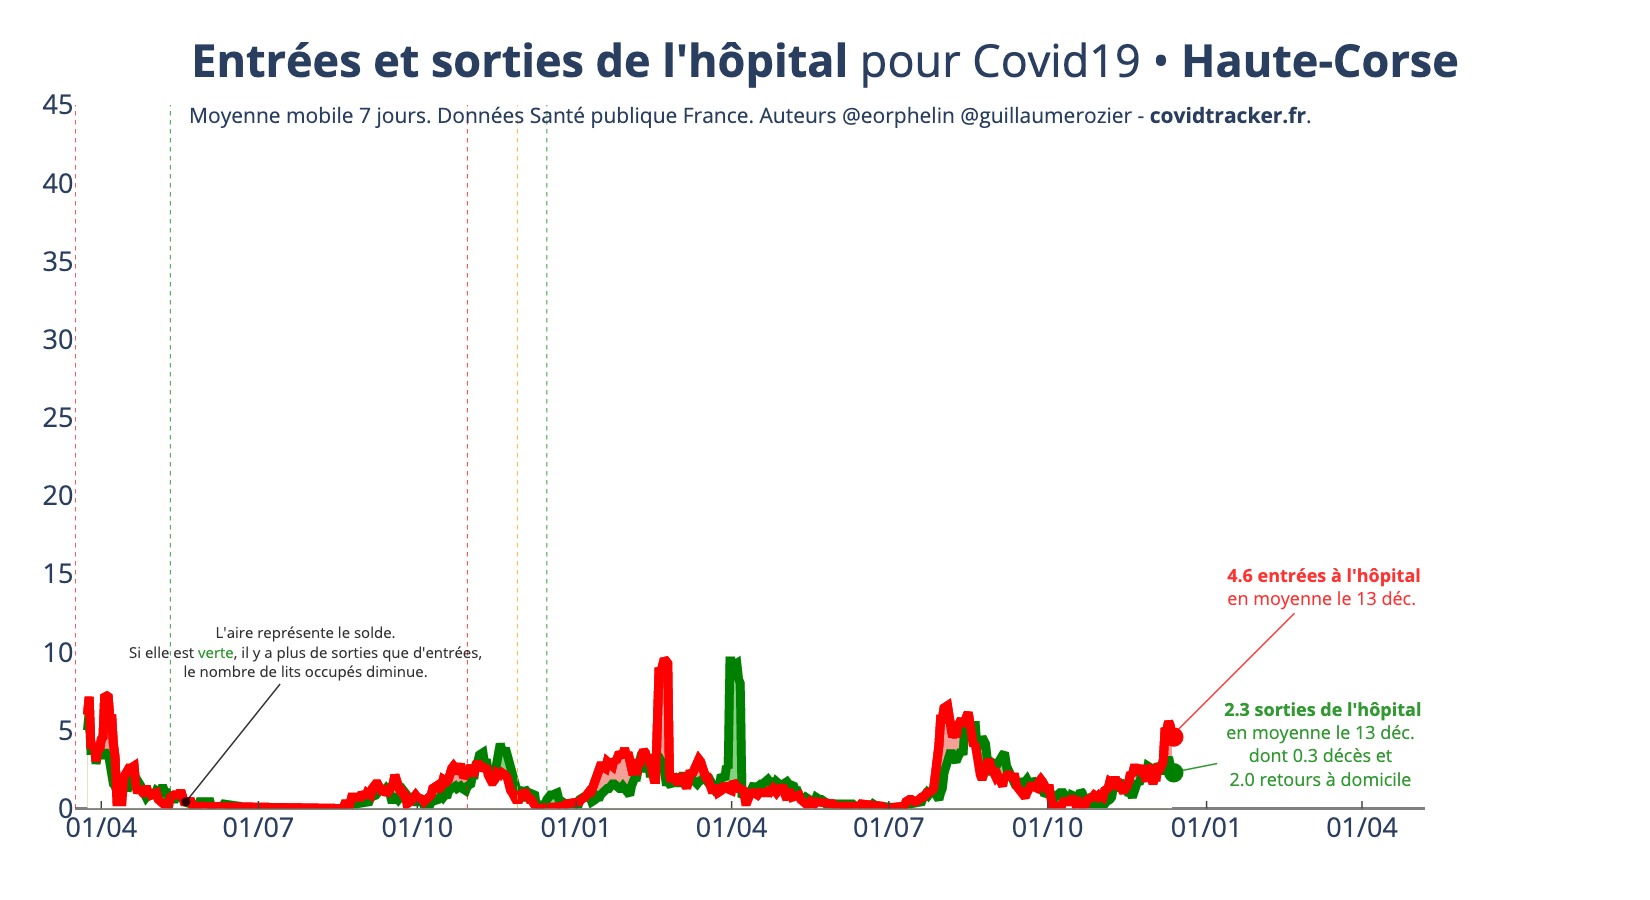 Entrées et sorties de l'hôpital pour Covid19 • Haute-Corse
Moyenne mobile 7 jours. Données Santé publique France. Auteurs @eorphelin @guillaumerozier - covidtracker.fr.
45
40
35
30
25
20
15
10
5
0
4.6 entrées à l'hôpital
en moyenne le 13 déc.
L'aire représente le solde.
Si elle est verte, il y a plus de sorties que d'entrées,
le nombre de lits occupés diminue.
2.3 sorties de l'hôpital
en moyenne le 13 déc.
dont 0.3 décès et
2.0 retours à domicile
01/04 01/07 01/10 01/01 01/04 01/07 01/10 01/01 01/04